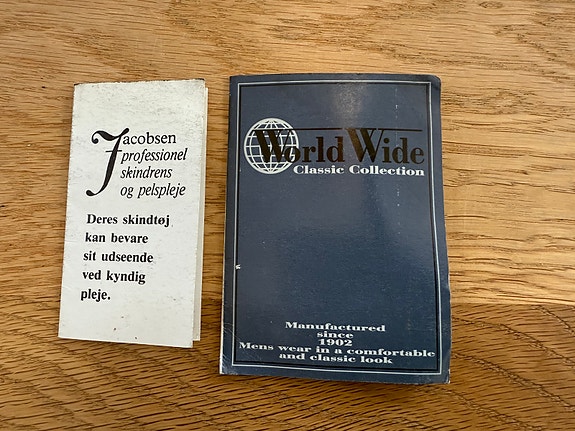 Jacobsen
professionel
skindrens
og pelspleje
Deres skindtøj
kan bevare
sit udseende
ved kyndig
pleje.
World Wide
Classic Collection
Manufactured
since
1902
Mens wear in a comfortable
and classic look